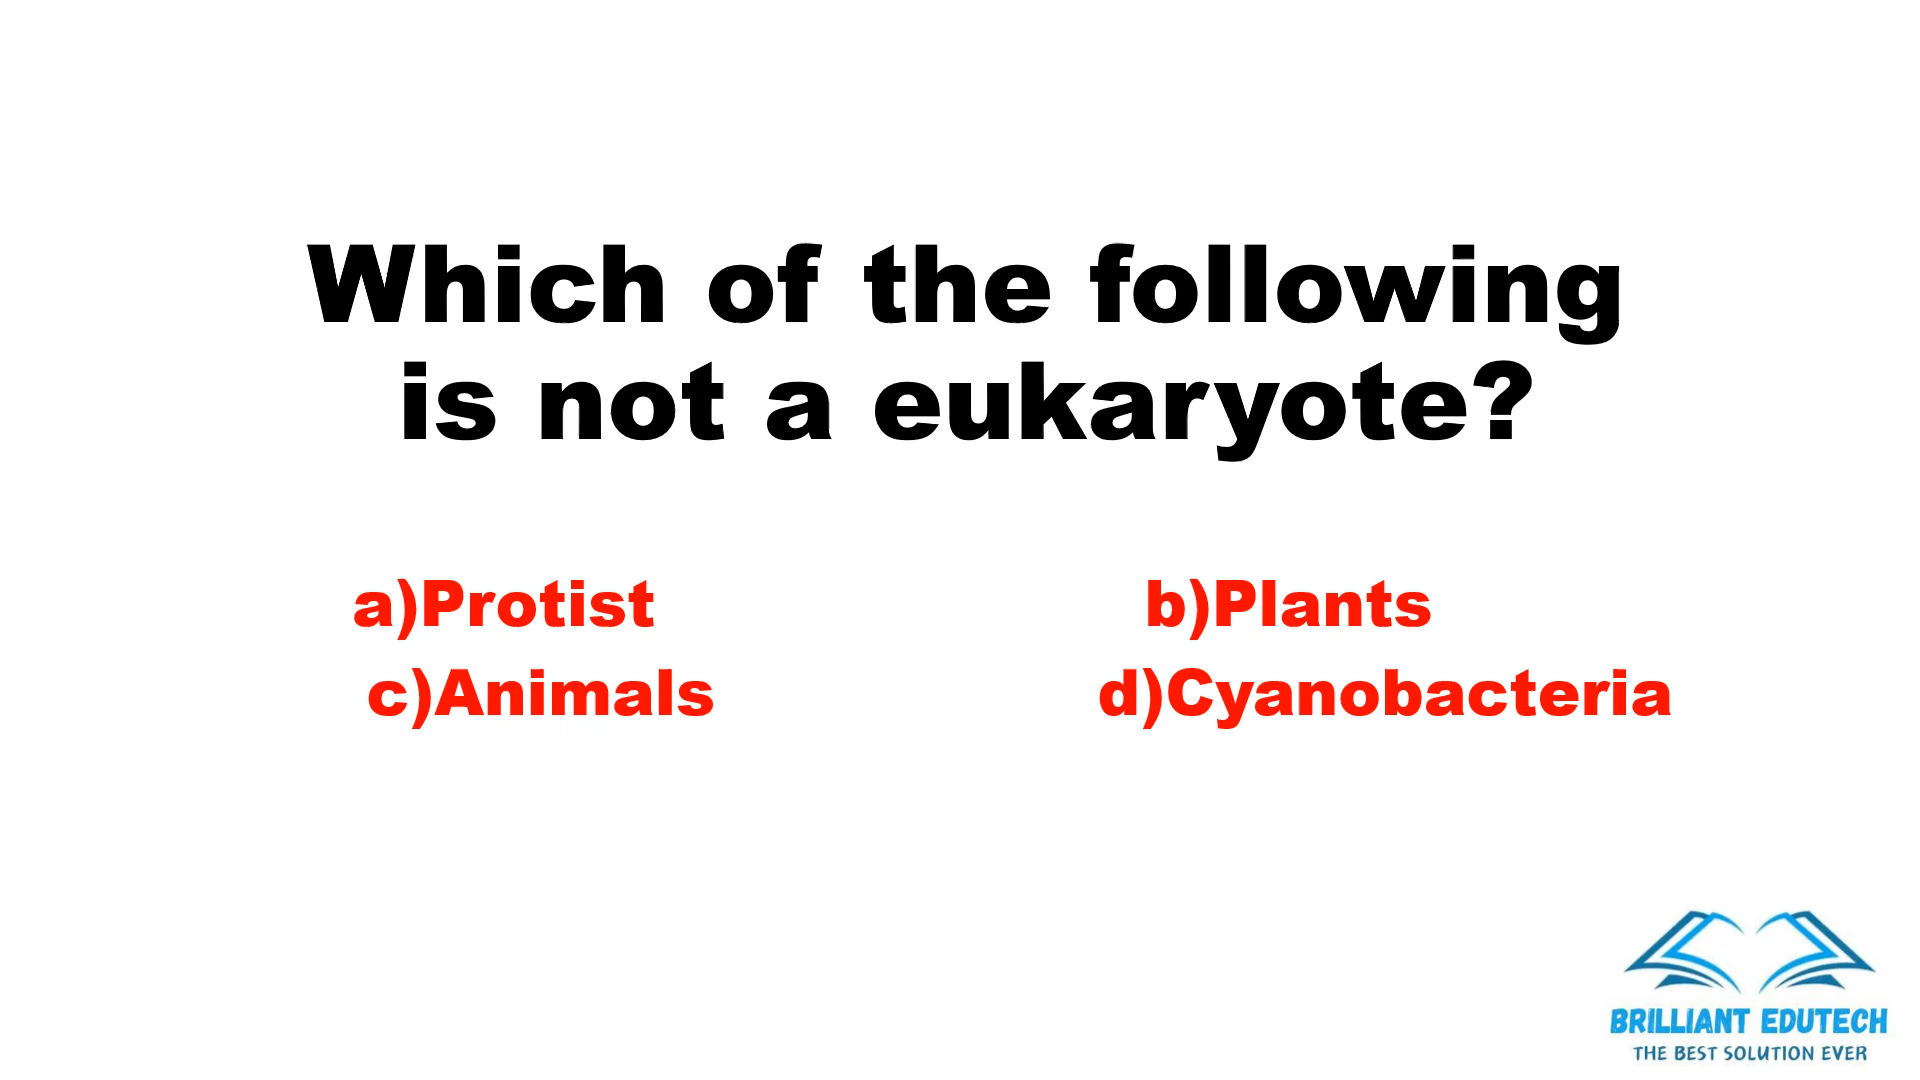 Which of the following
is not a eukaryote?
a)Protist b)Plants
c)Animals d)Cyanobacteria
BRILLIANT EDUTECH
THE BEST SOLUTION EVER